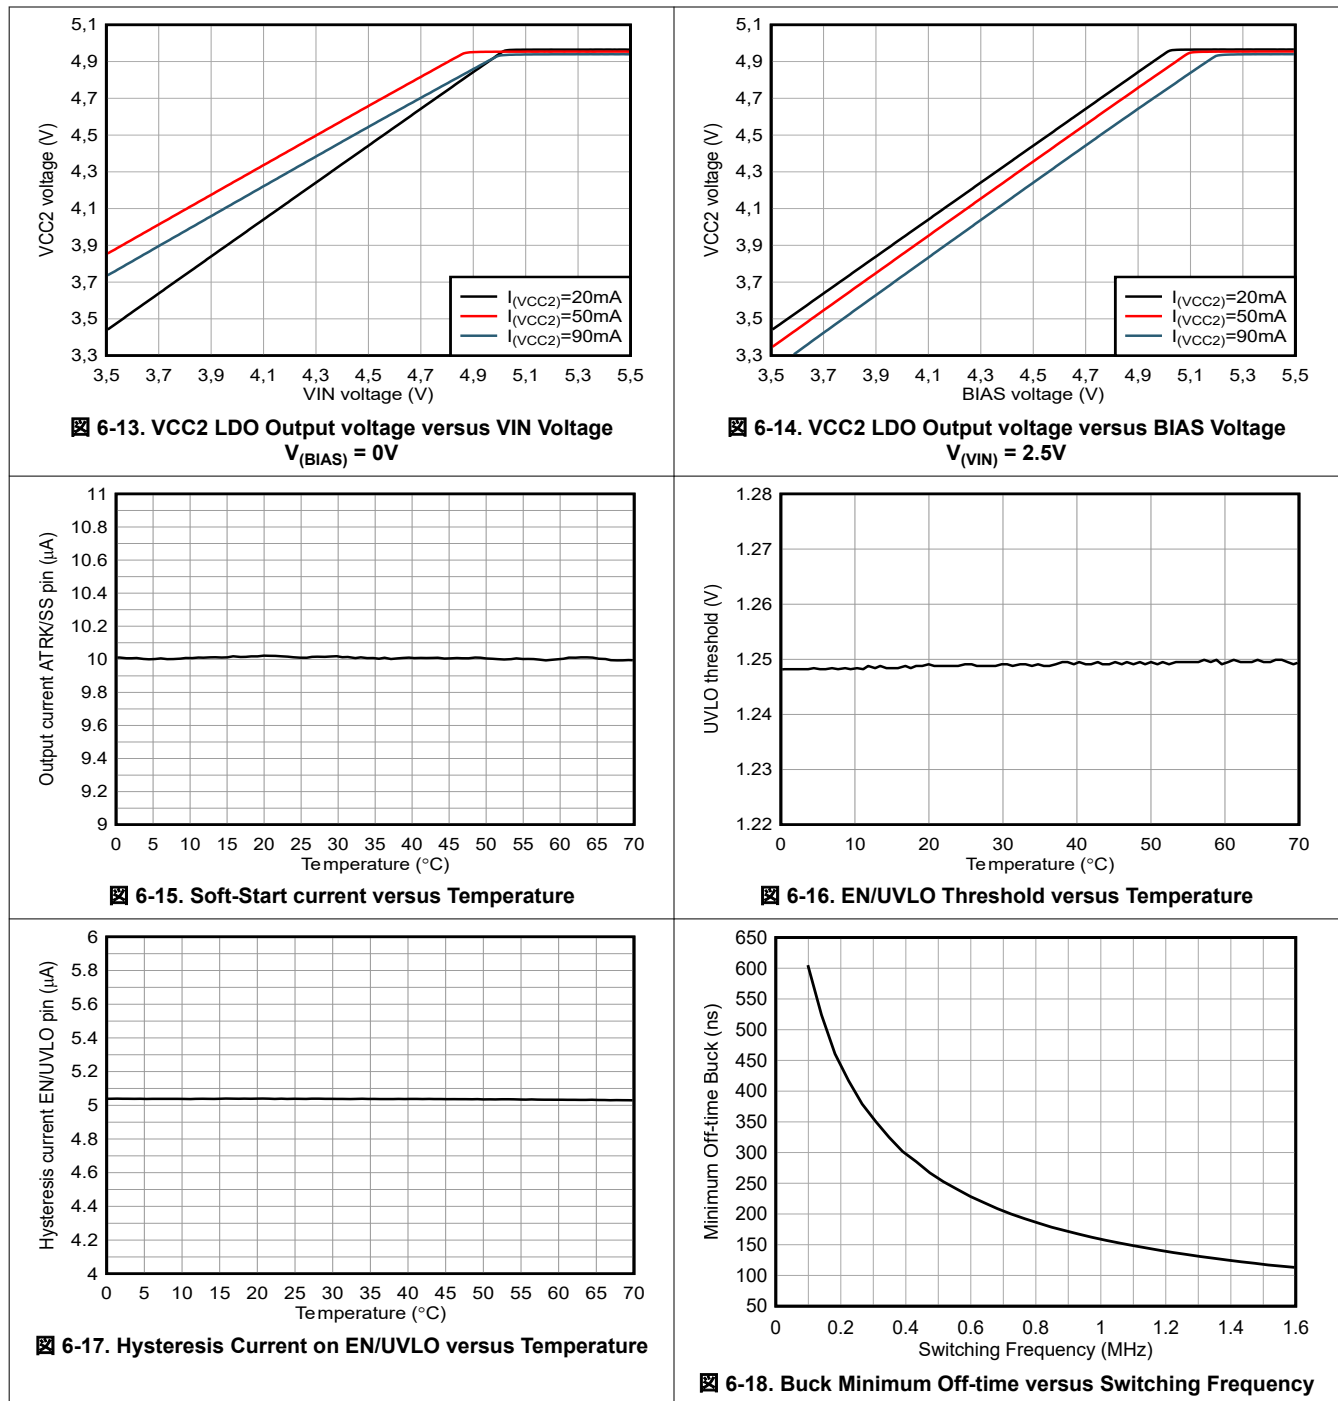 5,1
4,9
4,7
4,5
4,3
4,1
3,9
3,7
3,5
3,3
VCC2 voltage (V)
I(VCC2)=20mA
I(VCC2)=50mA
I(VCC2)=90mA
3,5 3,7 3,9 4,1 4,3 4,5 4,7 4,9 5,1 5,3 5,5
VIN voltage (V)
図 6-13. VCC2 LDO Output voltage versus VIN Voltage
V(BIAS) = 0V
5,1
4,9
4,7
4,5
4,3
4,1
3,9
3,7
3,5
3,3
VCC2 voltage (V)
I(VCC2)=20mA
I(VCC2)=50mA
I(VCC2)=90mA
3,5 3,7 3,9 4,1 4,3 4,5 4,7 4,9 5,1 5,3 5,5
BIAS voltage (V)
図 6-14. VCC2 LDO Output voltage versus BIAS Voltage
V(VIN) = 2.5V
11
10.8
10.6
10.4
10.2
10
9.8
9.6
9.4
9.2
9
Output current ATRK/SS pin (µA)
0 5 10 15 20 25 30 35 40 45 50 55 60 65 70
Temperature (°C)
図 6-15. Soft-Start current versus Temperature
1.28
1.27
1.26
1.25
1.24
1.23
1.22
UVLO threshold (V)
0 10 20 30 40 50 60 70
Temperature (°C)
図 6-16. EN/UVLO Threshold versus Temperature
6
5.8
5.6
5.4
5.2
5
4.8
4.6
4.4
4.2
4
Hysteresis current EN/UVLO pin (µA)
0 5 10 15 20 25 30 35 40 45 50 55 60 65 70
Temperature (°C)
図 6-17. Hysteresis Current on EN/UVLO versus Temperature
650
600
550
500
450
400
350
300
250
200
150
100
50
Minimum Off-time Buck (ns)
0 0.2 0.4 0.6 0.8 1 1.2 1.4 1.6
Switching Frequency (MHz)
図 6-18. Buck Minimum Off-time versus Switching Frequency